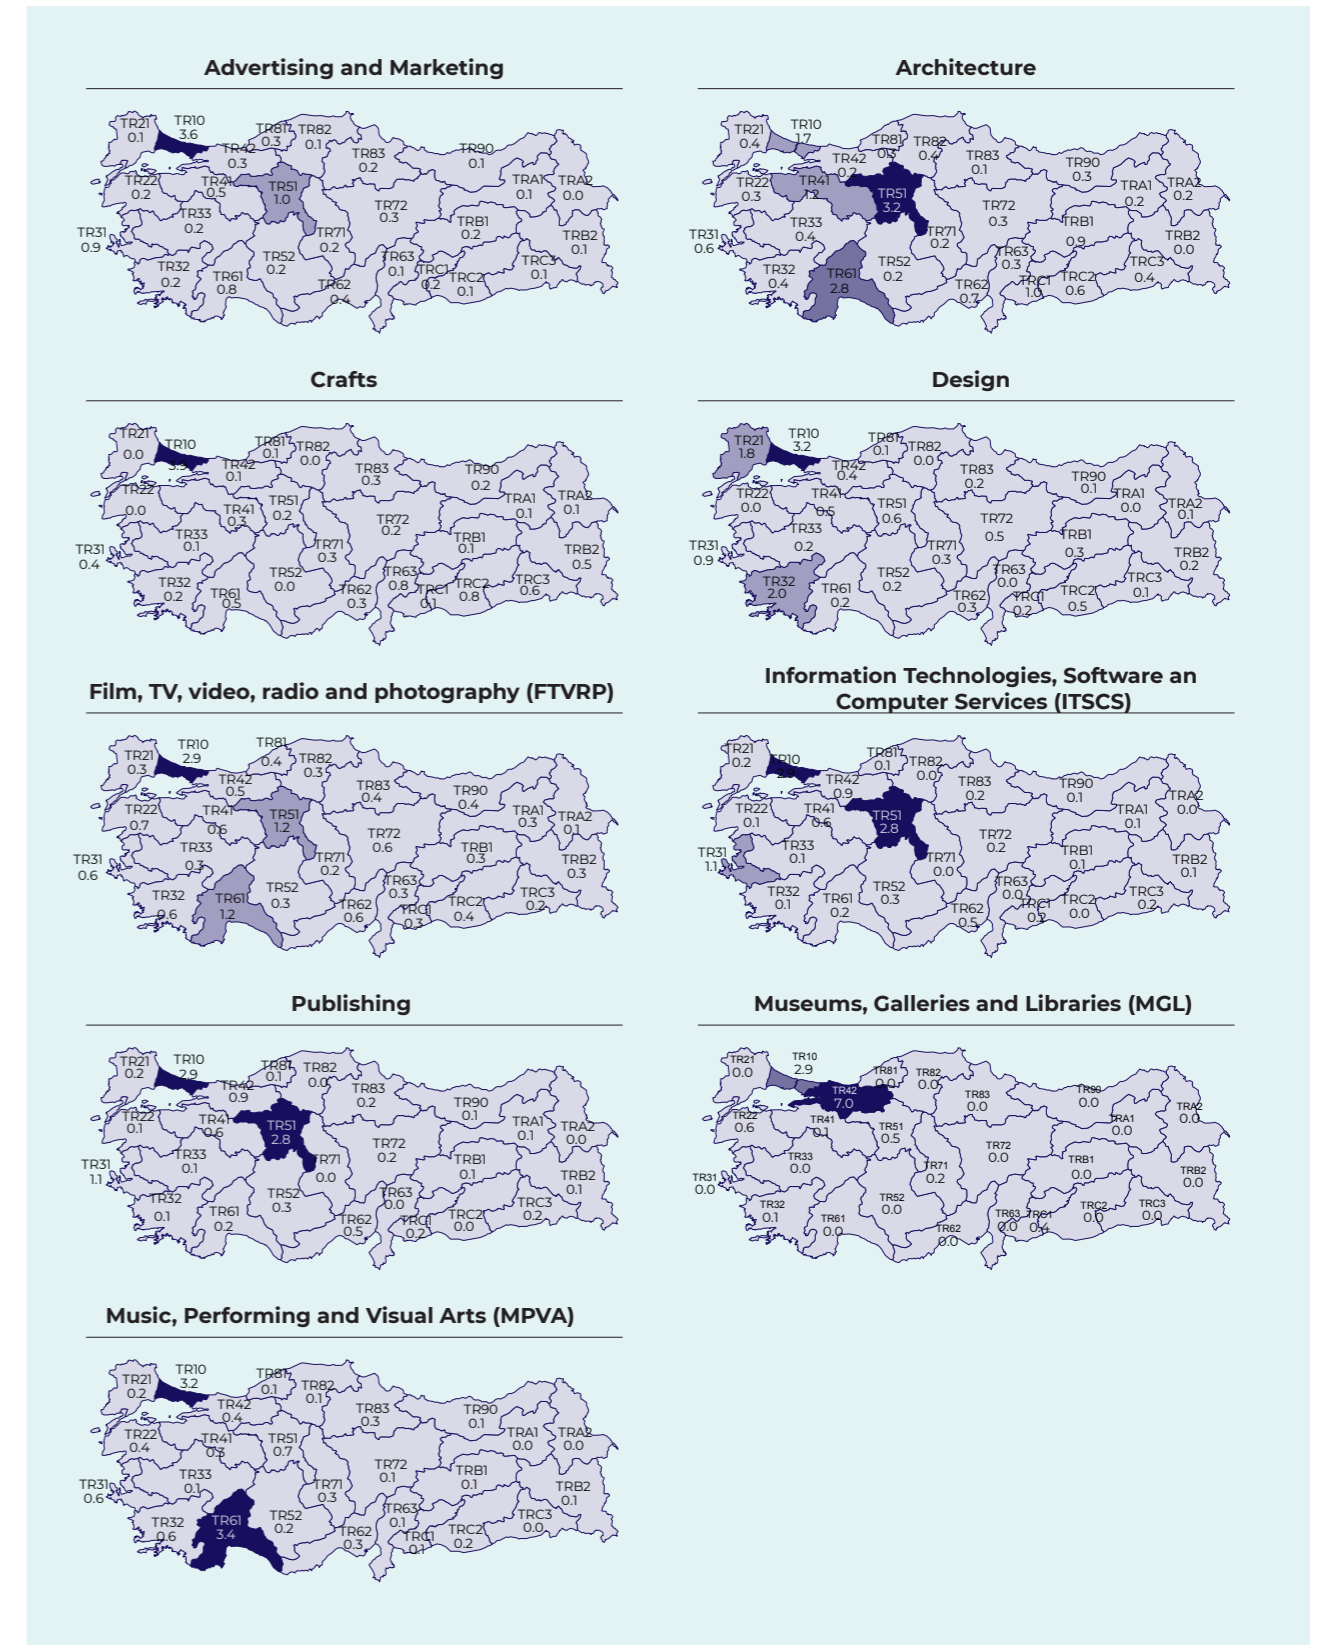 Advertising and Marketing
TR21 0.1
TR10 3.6
TR81 0.3
TR82 0.1
TR42 0.3
TR83 0.2
TR90 0.1
TR22 0.2
TR41 0.5
TR51 1.0
TRA1 0.1
TRA2 0.0
TR33 0.2
TR72 0.3
TR31 0.9
TR71 0.2
TRB1 0.2
TRB2 0.1
TR32 0.2
TR61 0.8
TR52 0.2
TR62 0.4
TR63 0.1
TRC1 0.2
TRC2 0.1
TRC3 0.1
Architecture
TR21 0.4
TR10 1.7
TR81 0.3
TR82 0.4
TR42 0.2
TR83 0.1
TR90 0.3
TR22 0.3
TR41 1.2
TR51 3.2
TRA1 0.2
TRA2 0.2
TR33 0.4
TR72 0.3
TR31 0.6
TR71 0.2
TRB1 0.9
TRB2 0.0
TR32 0.4
TR61 2.8
TR52 0.2
TR62 0.7
TR63 0.3
TRC1 1.0
TRC2 0.6
TRC3 0.4
Crafts
TR21 0.0
TR10
TR81 0.1
TR82 0.0
TR42 0.1
TR83 0.3
TR90 0.2
TR22 0.0
TR41 0.3
TR51 0.2
TRA1 0.1
TRA2 0.1
TR33 0.1
TR72 0.2
TR31 0.4
TR71 0.3
TRB1 0.1
TRB2 0.5
TR32 0.2
TR61 0.5
TR52 0.0
TR62 0.3
TR63 0.8
TRC1 0.1
TRC2 0.8
TRC3 0.6
Design
TR21 1.8
TR10 3.2
TR81 0.1
TR82 0.0
TR42 0.4
TR83 0.2
TR90 0.1
TR22 0.0
TR41 0.5
TR51 0.6
TRA1 0.0
TRA2 0.1
TR33 0.2
TR72 0.5
TR31 0.9
TR71 0.3
TRB1 0.3
TRB2 0.2
TR32 2.0
TR61 0.2
TR52 0.2
TR62 0.3
TR63 0.0
TRC1 0.2
TRC2 0.5
TRC3 0.1
Film, TV, video, radio and photography (FTVRP)
TR21 0.3
TR10 2.9
TR81 0.4
TR82 0.3
TR42 0.5
TR83 0.4
TR90 0.4
TR22 0.7
TR41 0.6
TR51 1.2
TRA1 0.3
TRA2 0.1
TR33 0.3
TR72 0.6
TR31 0.6
TR71 0.2
TRB1 0.3
TRB2 0.3
TR32 0.6
TR61 1.2
TR52 0.3
TR62 0.6
TR63 0.3
TRC1 0.3
TRC2 0.4
TRC3 0.2
Information Technologies, Software an
Computer Services (ITSCS)
TR21 0.2
TR10 2.9
TR81 0.1
TR82 0.0
TR42 0.9
TR83 0.2
TR90 0.1
TR22 0.1
TR41 0.6
TR51 2.8
TRA1 0.1
TRA2 0.0
TR33 0.1
TR72 0.2
TR31 1.1
TR71 0.0
TRB1 0.1
TRB2 0.1
TR32 0.1
TR61 0.2
TR52 0.3
TR62 0.5
TR63 0.0
TRC1 0.2
TRC2 0.0
TRC3 0.2
Publishing
TR21 0.2
TR10 2.9
TR81 0.1
TR82 0.0
TR42 0.9
TR83 0.2
TR90 0.1
TR22 0.1
TR41 0.6
TR51 2.8
TRA1 0.1
TRA2 0.0
TR33 0.1
TR72 0.2
TR31 1.1
TR71 0.0
TRB1 0.1
TRB2 0.1
TR32 0.1
TR61 0.2
TR52 0.3
TR62 0.5
TR63 0.0
TRC1 0.2
TRC2 0.0
TRC3 0.2
Museums, Galleries and Libraries (MGL)
TR21 0.0
TR10 2.9
TR81 0.0
TR82 0.0
TR42 7.0
TR83 0.0
TR90 0.0
TR22 0.6
TR41 0.1
TR51 0.5
TRA1 0.0
TRA2 0.0
TR33 0.0
TR72 0.0
TR31 0.0
TR71 0.2
TRB1 0.0
TRB2 0.0
TR32 0.1
TR61 0.0
TR52 0.0
TR62 0.0
TR63 0.0
TRC1 0.4
TRC2 0.0
TRC3 0.0
Music, Performing and Visual Arts (MPVA)
TR21 0.2
TR10 3.2
TR81 0.1
TR82 0.1
TR42 0.4
TR83 0.3
TR90 0.1
TR22 0.4
TR41 0.3
TR51 0.7
TRA1 0.0
TRA2 0.0
TR33 0.1
TR72 0.1
TR31 0.6
TR71 0.3
TRB1 0.1
TRB2 0.1
TR32 0.6
TR61 3.4
TR52 0.2
TR62 0.3
TR63 0.1
TRC1 0.1
TRC2 0.2
TRC3 0.0